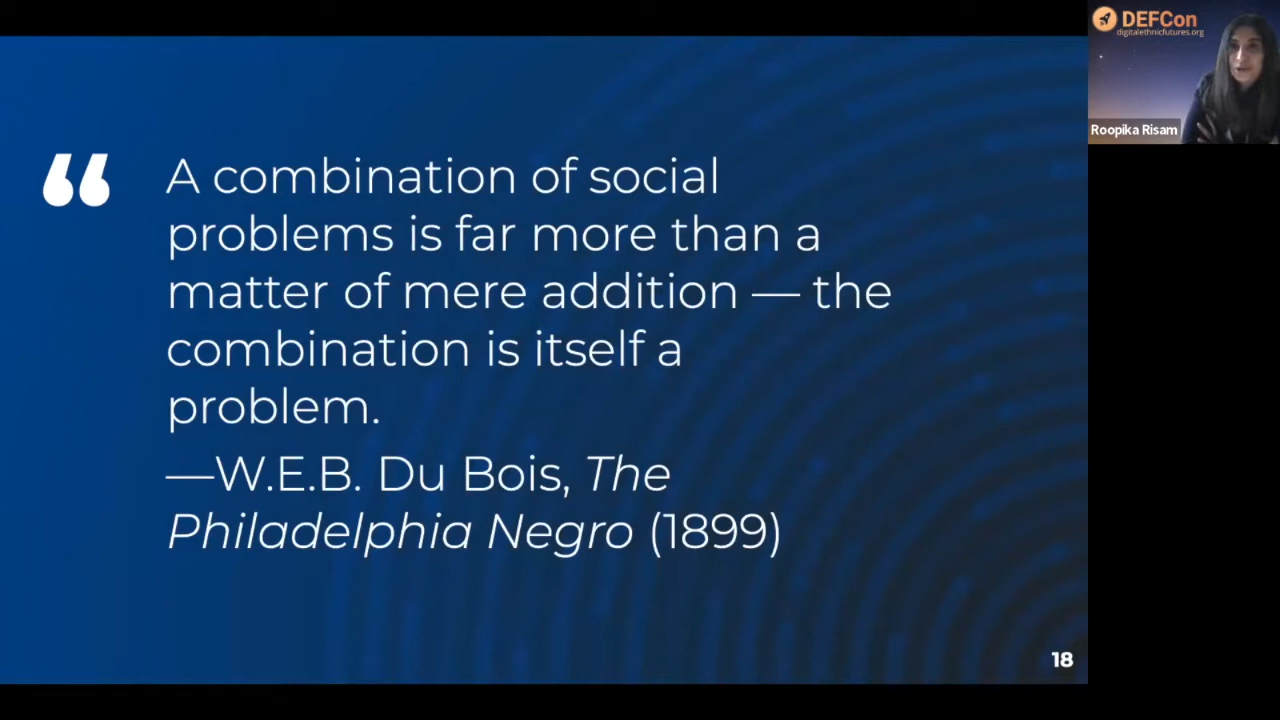 “
A combination of social
problems is far more than a
matter of mere addition — the
combination is itself a
problem.
—W.E.B. Du Bois, The
Philadelphia Negro (1899)
18
DEFCon
digitalethnicfutures.org
Roopika Risam